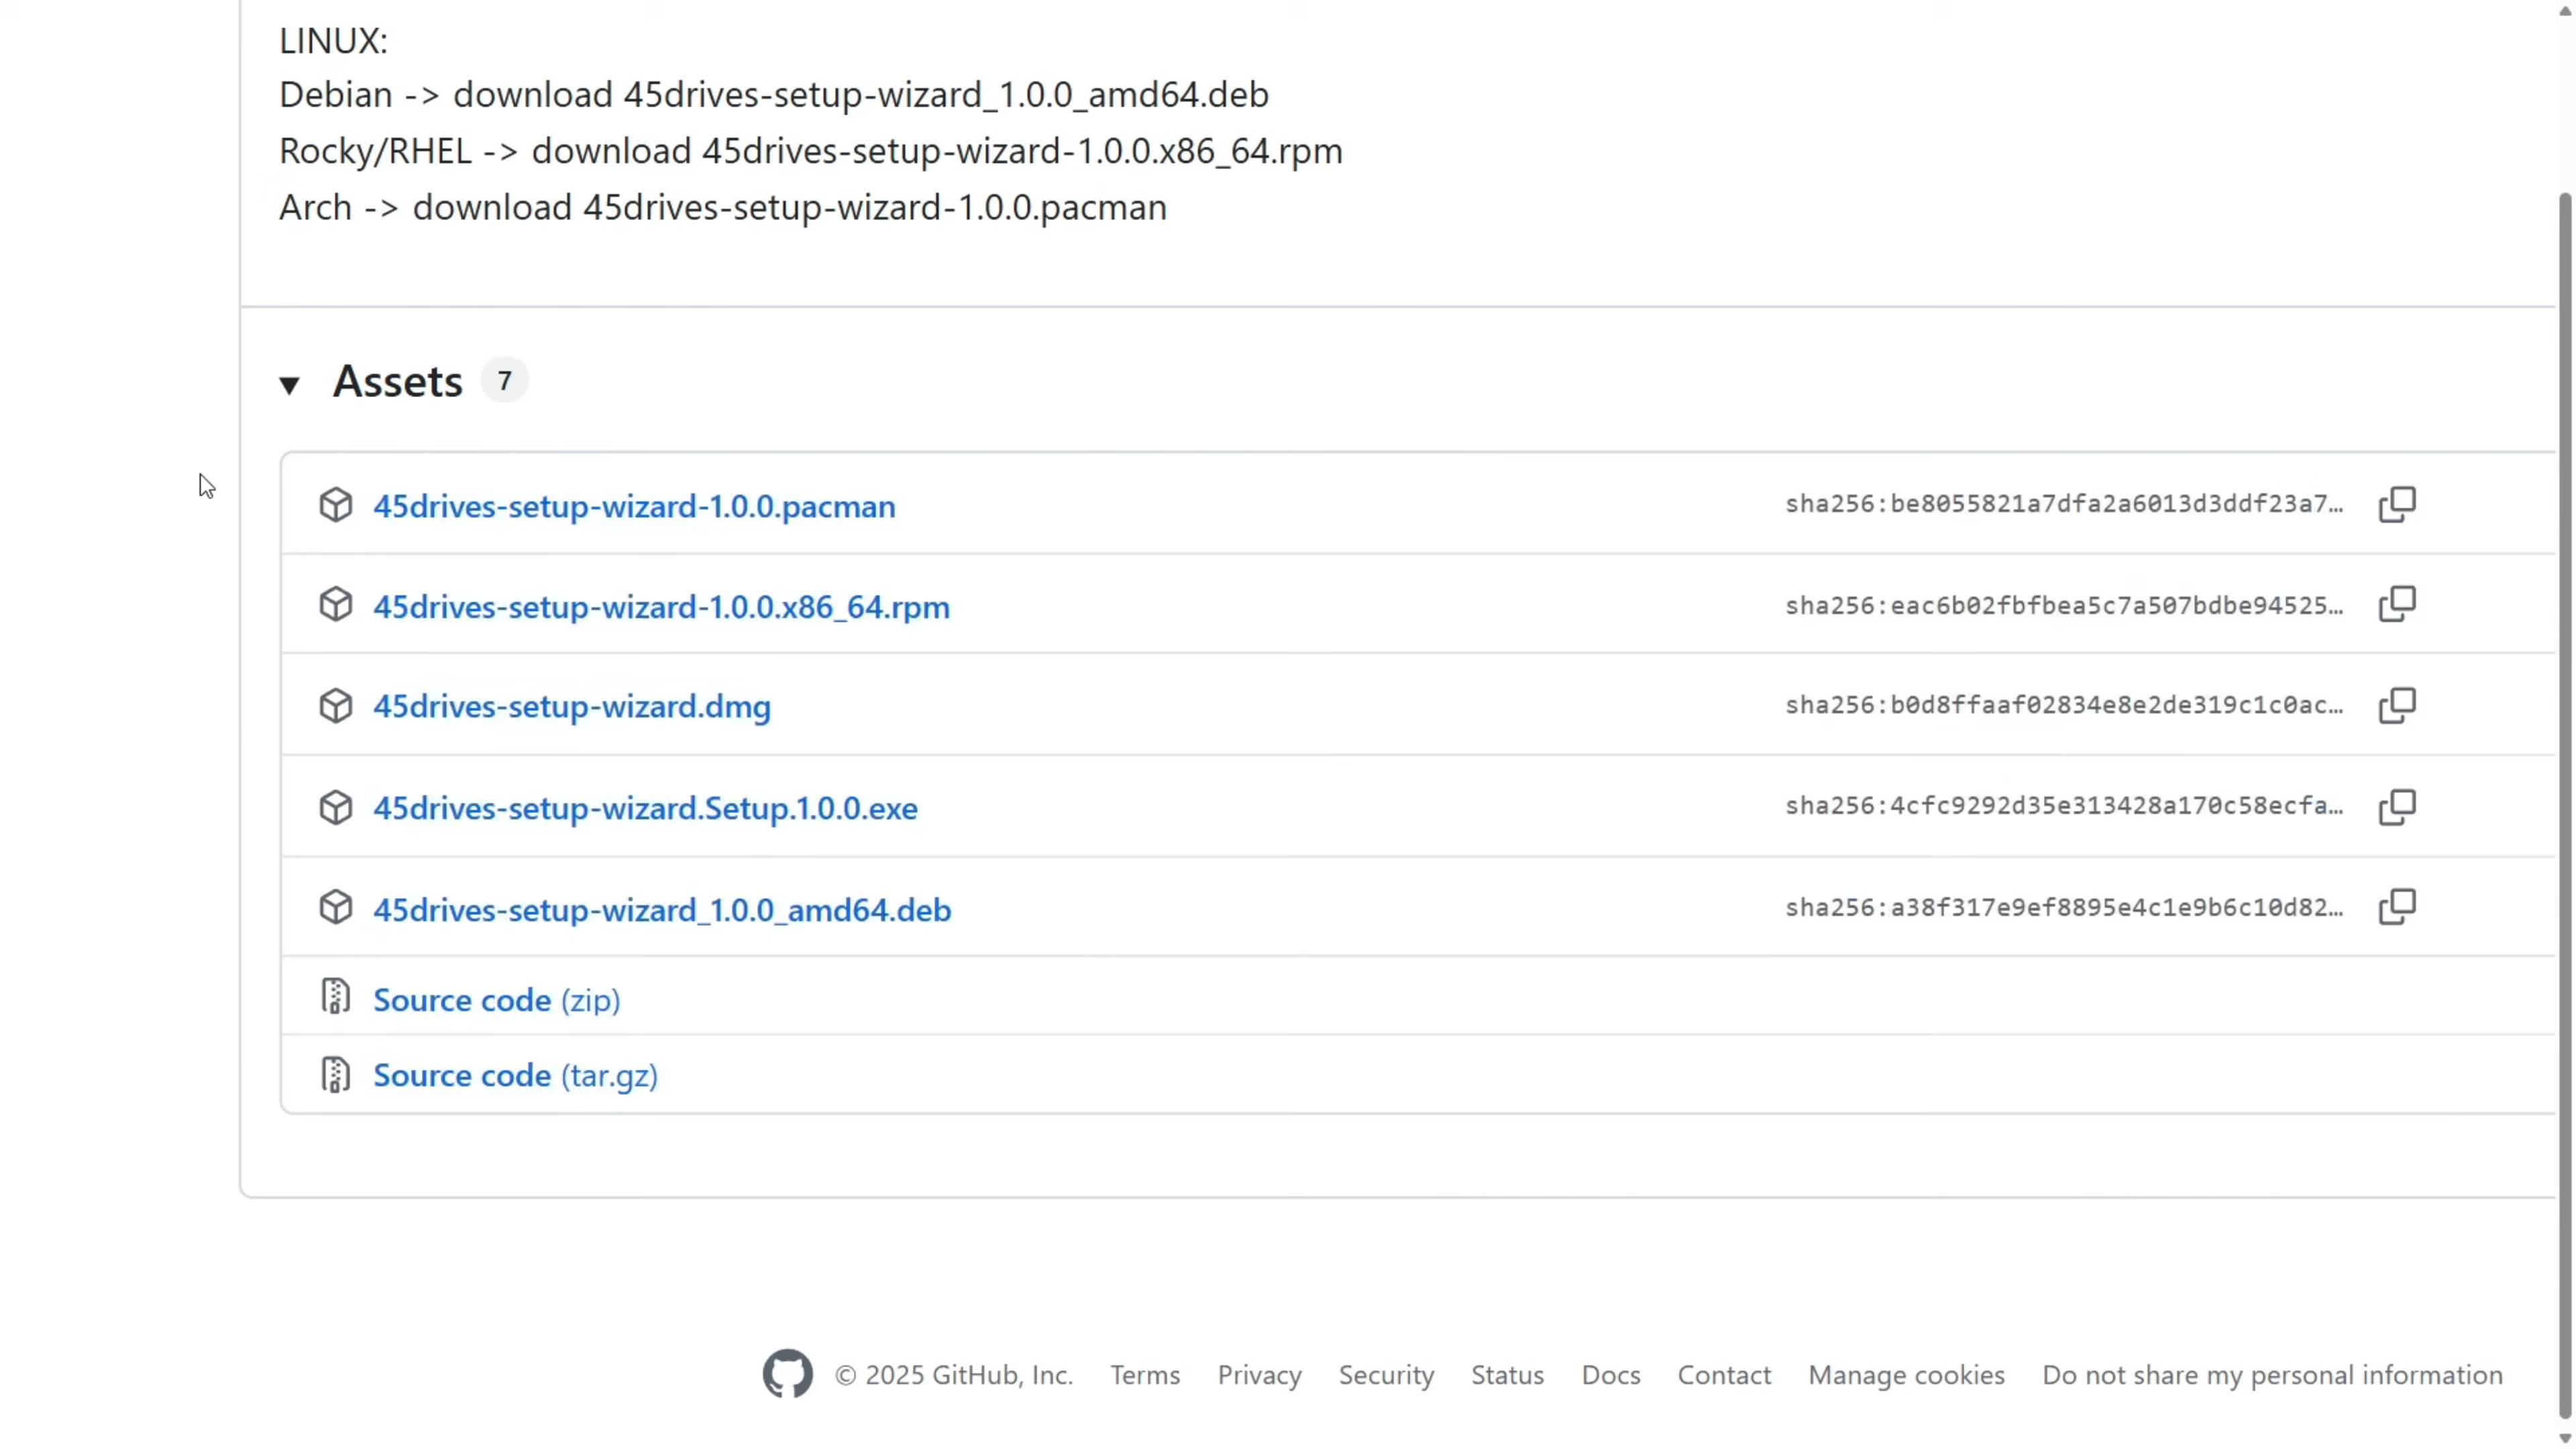 LINUX:
Debian -> download 45drives-setup-wizard_1.0.0_amd64.deb
Rocky/RHEL -> download 45drives-setup-wizard-1.0.0.x86_64.rpm
Arch -> download 45drives-setup-wizard-1.0.0.pacman
Assets 7
45drives-setup-wizard-1.0.0.pacman sha256:be8055821a7dfa2a6013d3ddf23a7…
45drives-setup-wizard-1.0.0.x86_64.rpm sha256:eac6b02fbfbea5c7a507bdbe94525…
45drives-setup-wizard.dmg sha256:b0d8ffaaf02834e8e2de319c1c0ac…
45drives-setup-wizard.Setup.1.0.0.exe sha256:4cfc9292d35e313428a170c58ecfa…
45drives-setup-wizard_1.0.0_amd64.deb sha256:a38f317e9ef8895e4c1e9b6c10d82…
Source code (zip)
Source code (tar.gz)
© 2025 GitHub, Inc. Terms Privacy Security Status Docs Contact Manage cookies Do not share my personal information